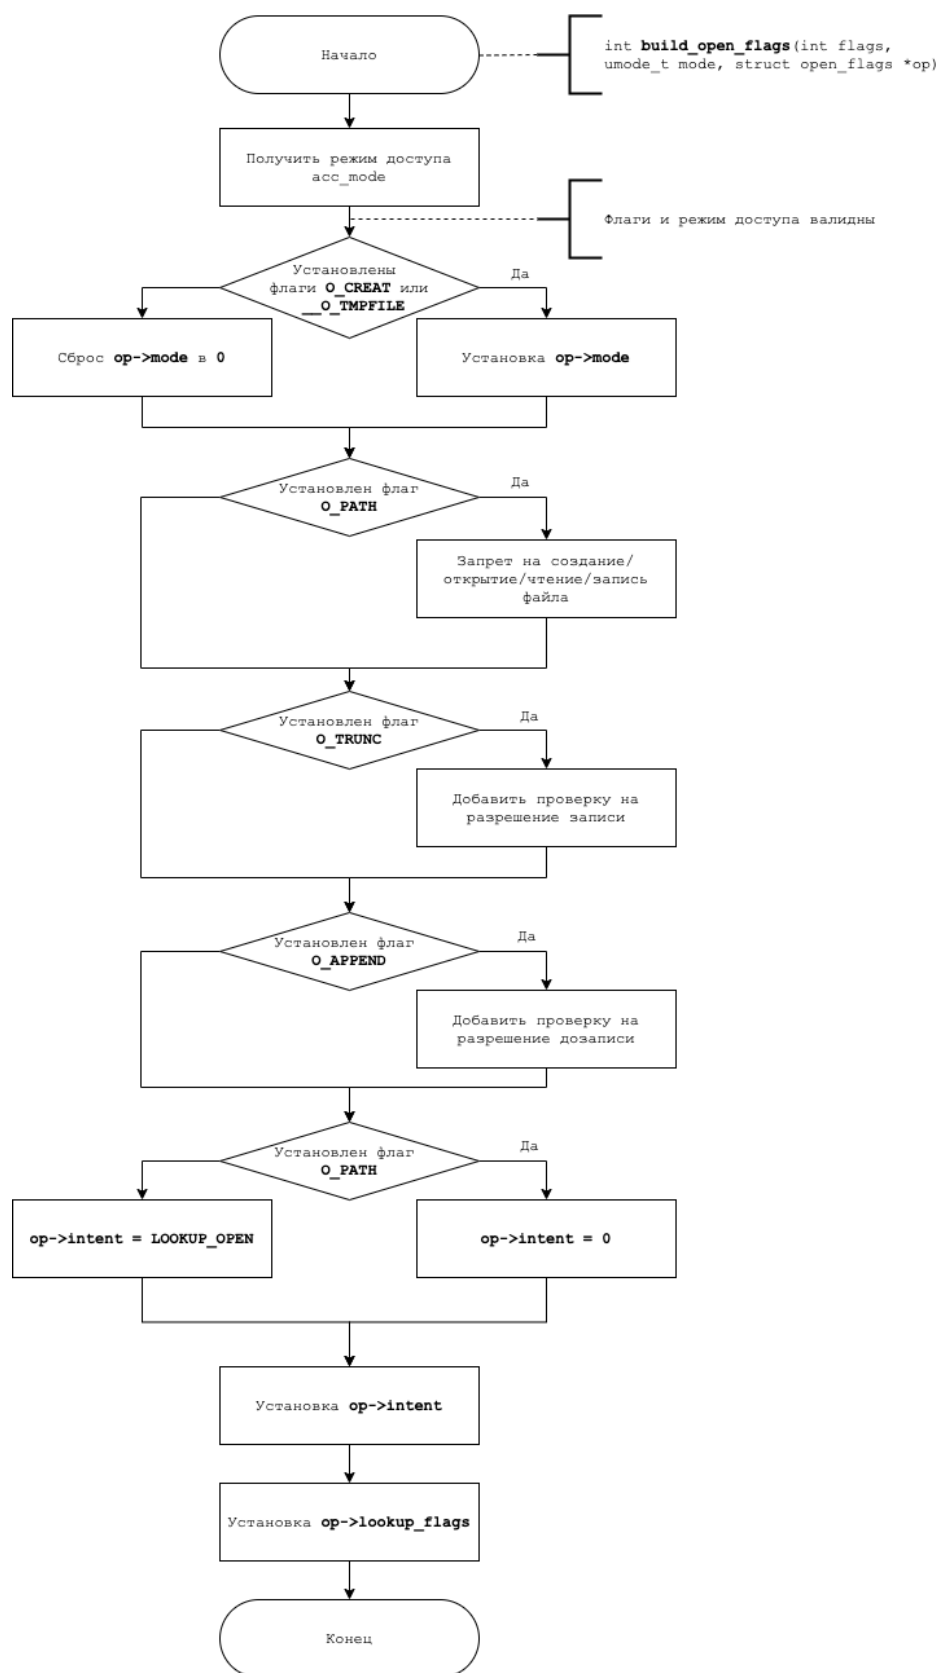 Начало
int build_open_flags(int flags,
umode_t mode, struct open_flags *op)
Получить режим доступа
acc_mode
Флаги и режим доступа валидны
Установлены
флаги O_CREAT или
__O_TMPFILE
Да
Сброс op->mode в 0
Установка op->mode
Установлен флаг
O_PATH
Да
Запрет на создание/
открытие/чтение/запись
файла
Установлен флаг
O_TRUNC
Да
Добавить проверку на
разрешение записи
Установлен флаг
O_APPEND
Да
Добавить проверку на
разрешение дозаписи
Установлен флаг
O_PATH
Да
op->intent = LOOKUP_OPEN
op->intent = 0
Установка op->intent
Установка op->lookup_flags
Конец